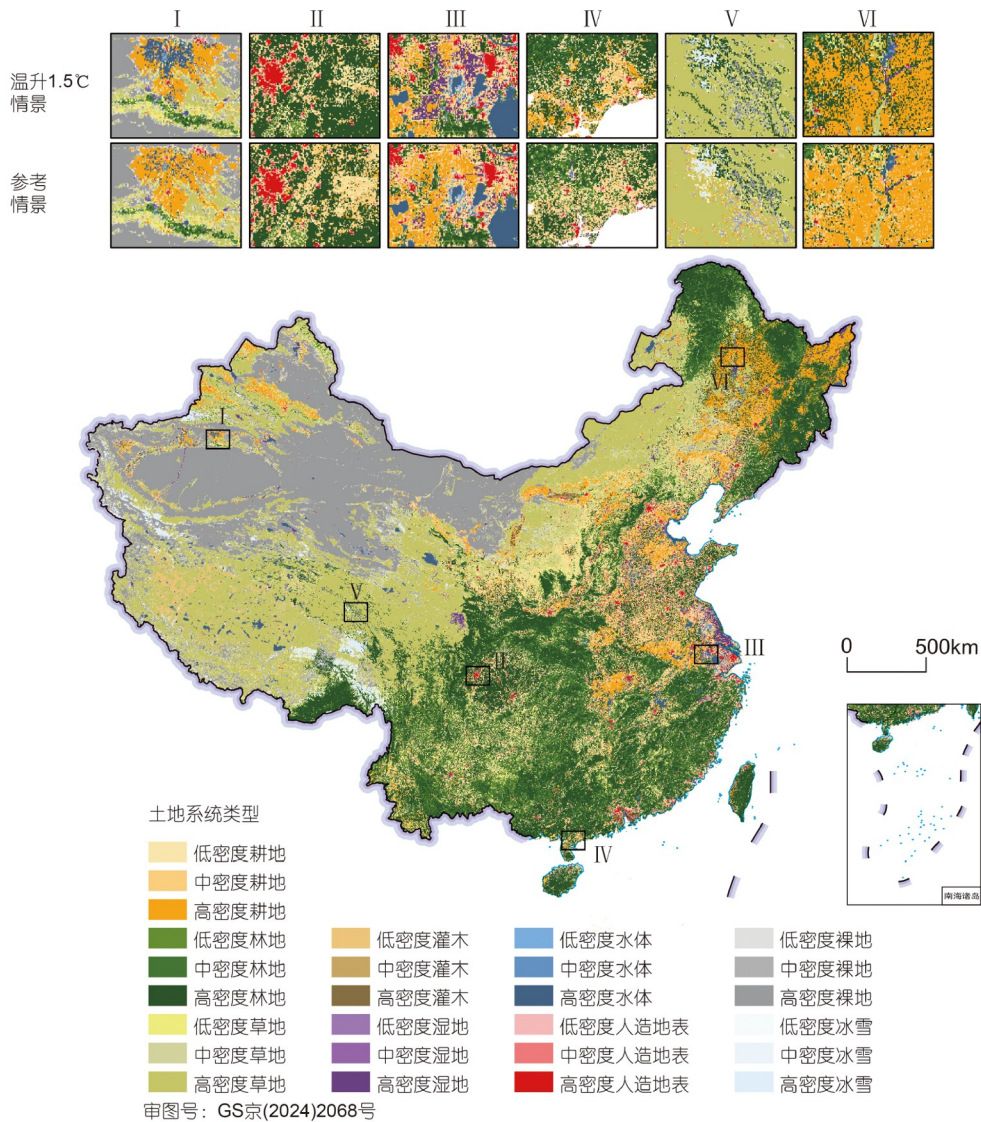 I II III IV V VI
温升1.5℃
情景
参考
情景
I
II
III
IV
V
VI
0 500km
南海诸岛
土地系统类型
低密度耕地
中密度耕地
高密度耕地
低密度林地 低密度灌木 低密度水体 低密度裸地
中密度林地 中密度灌木 中密度水体 中密度裸地
高密度林地 高密度灌木 高密度水体 高密度裸地
低密度草地 低密度湿地 低密度人造地表 低密度冰雪
中密度草地 中密度湿地 中密度人造地表 中密度冰雪
高密度草地 高密度湿地 高密度人造地表 高密度冰雪
审图号：GS京(2024)2068号